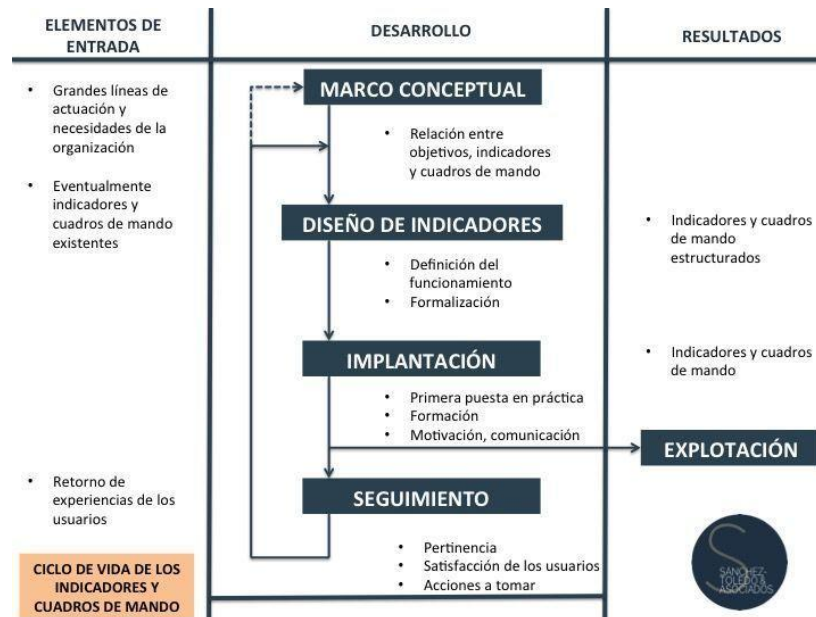 ELEMENTOS DE
ENTRADA
DESARROLLO
RESULTADOS
• Grandes líneas de
actuación y
necesidades de la
organización
• Eventualmente
indicadores y
cuadros de mando
existentes
MARCO CONCEPTUAL
• Relación entre
objetivos, indicadores
y cuadros de mando
DISEÑO DE INDICADORES
• Definición del
funcionamiento
• Formalización
• Indicadores y cuadros
de mando
estructurados
IMPLANTACIÓN
• Primera puesta en práctica
• Formación
• Motivación, comunicación
• Indicadores y cuadros
de mando
EXPLOTACIÓN
• Retorno de
experiencias de los
usuarios
SEGUIMIENTO
• Pertinencia
• Satisfacción de los usuarios
• Acciones a tomar
CICLO DE VIDA DE LOS
INDICADORES Y
CUADROS DE MANDO
S
SÁNCHEZ-
TOLEDO &
ASOCIADOS